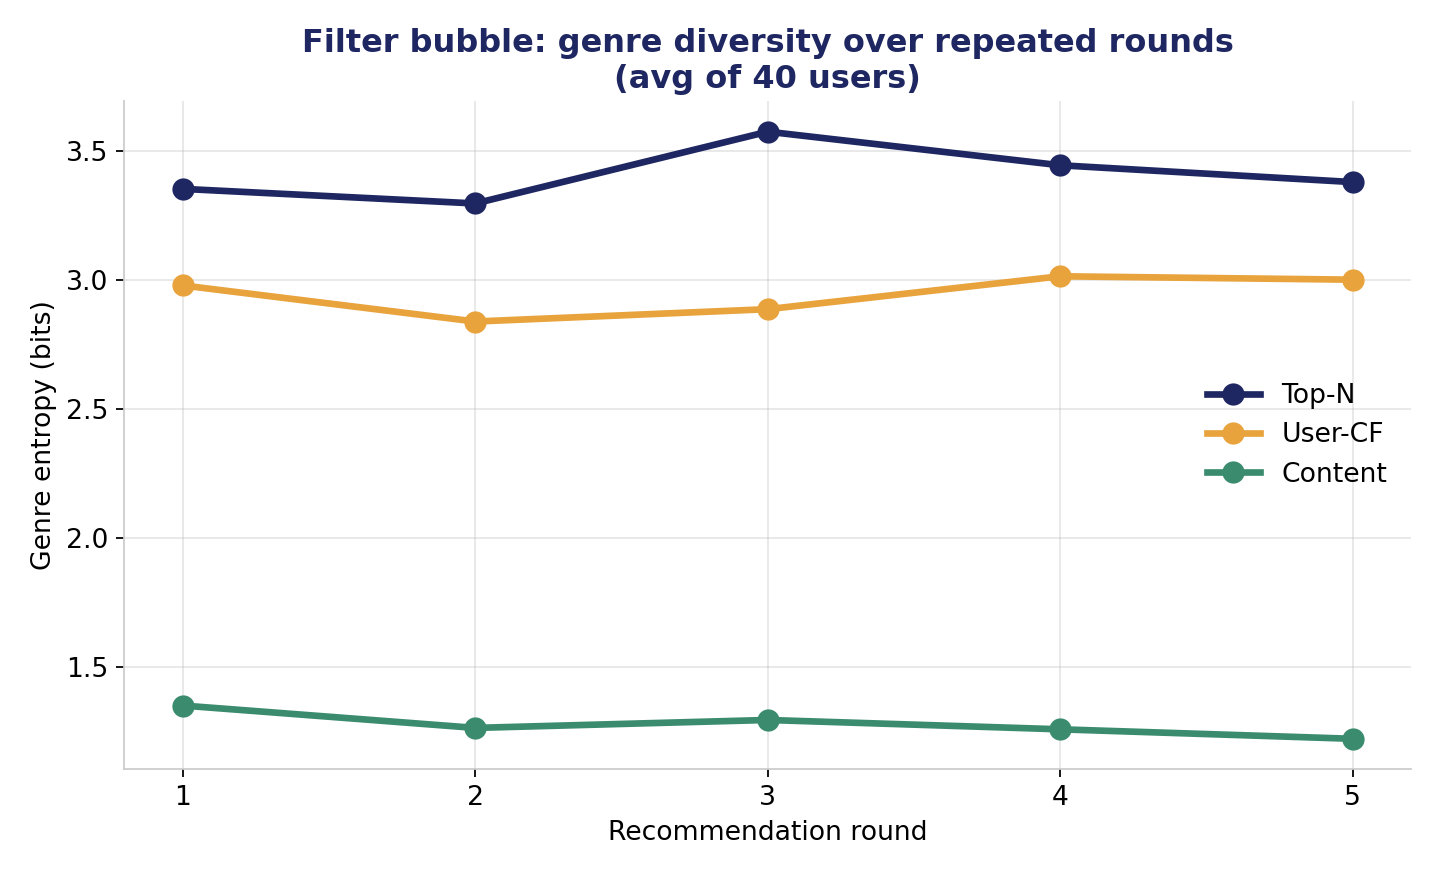 Filter bubble: genre diversity over repeated rounds
(avg of 40 users)
Genre entropy (bits)
3.5
3.0
2.5
2.0
1.5
Top-N
User-CF
Content
1 2 3 4 5
Recommendation round